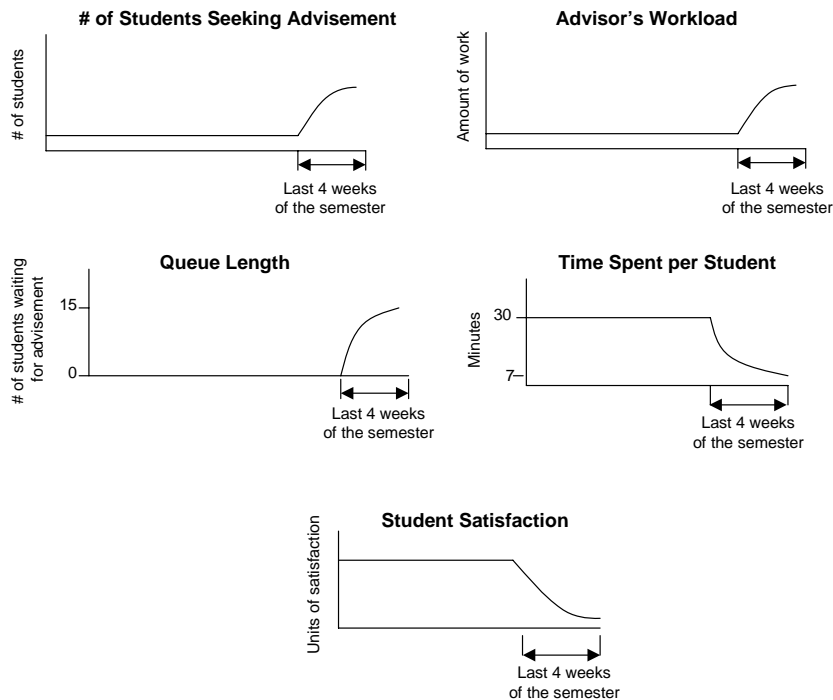 # of Students Seeking Advisement
# of students
Last 4 weeks
of the semester
Advisor's Workload
Amount of work
Last 4 weeks
of the semester
Queue Length
# of students waiting
for advisement
15
0
Last 4 weeks
of the semester
Time Spent per Student
Minutes
30
7
Last 4 weeks
of the semester
Student Satisfaction
Units of satisfaction
Last 4 weeks
of the semester